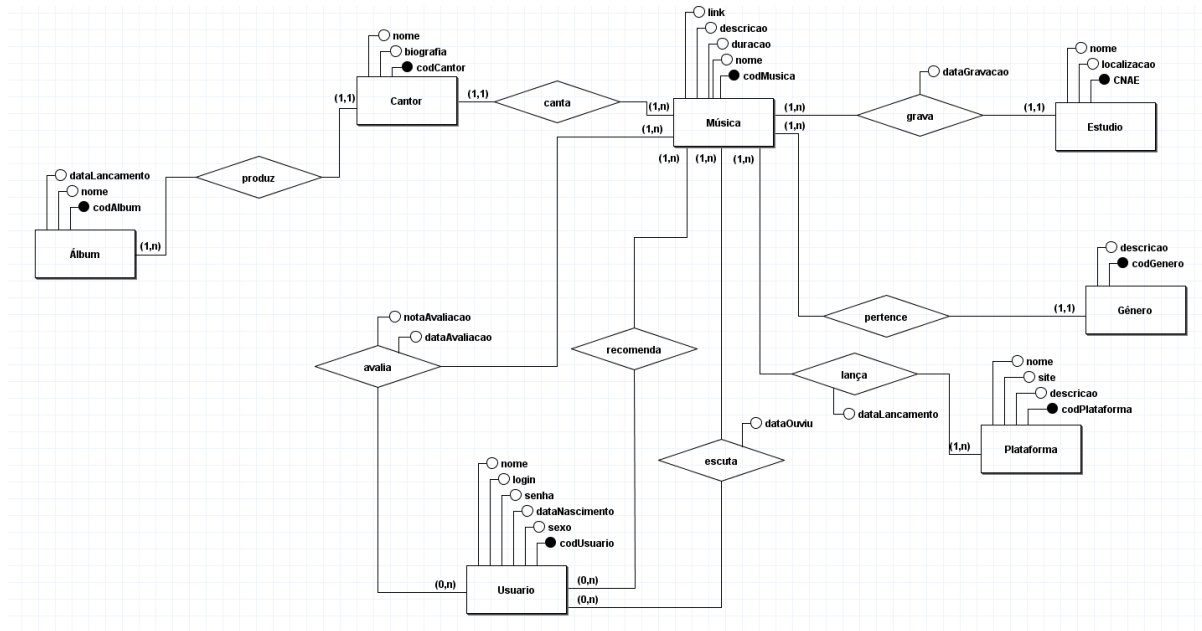 link
descricao
duracao
nome
codMusica
Música
nome
biografia
codCantor
Cantor
(1,1)
(1,1)
canta
(1,n)
(1,n)
(1,n)
(1,n)
(1,n)
(1,n)
(1,n)
dataGravacao
grava
(1,1)
nome
localizacao
CNAE
Estudio
produz
dataLancamento
nome
codAlbum
Álbum
(1,n)
descricao
codGenero
Gênero
(1,1)
pertence
notaAvaliacao
dataAvaliacao
avalia
recomenda
lança
dataLancamento
nome
site
descricao
codPlataforma
Plataforma
(1,n)
dataOuviu
escuta
nome
login
senha
dataNascimento
sexo
codUsuario
Usuario
(0,n)
(0,n)
(0,n)